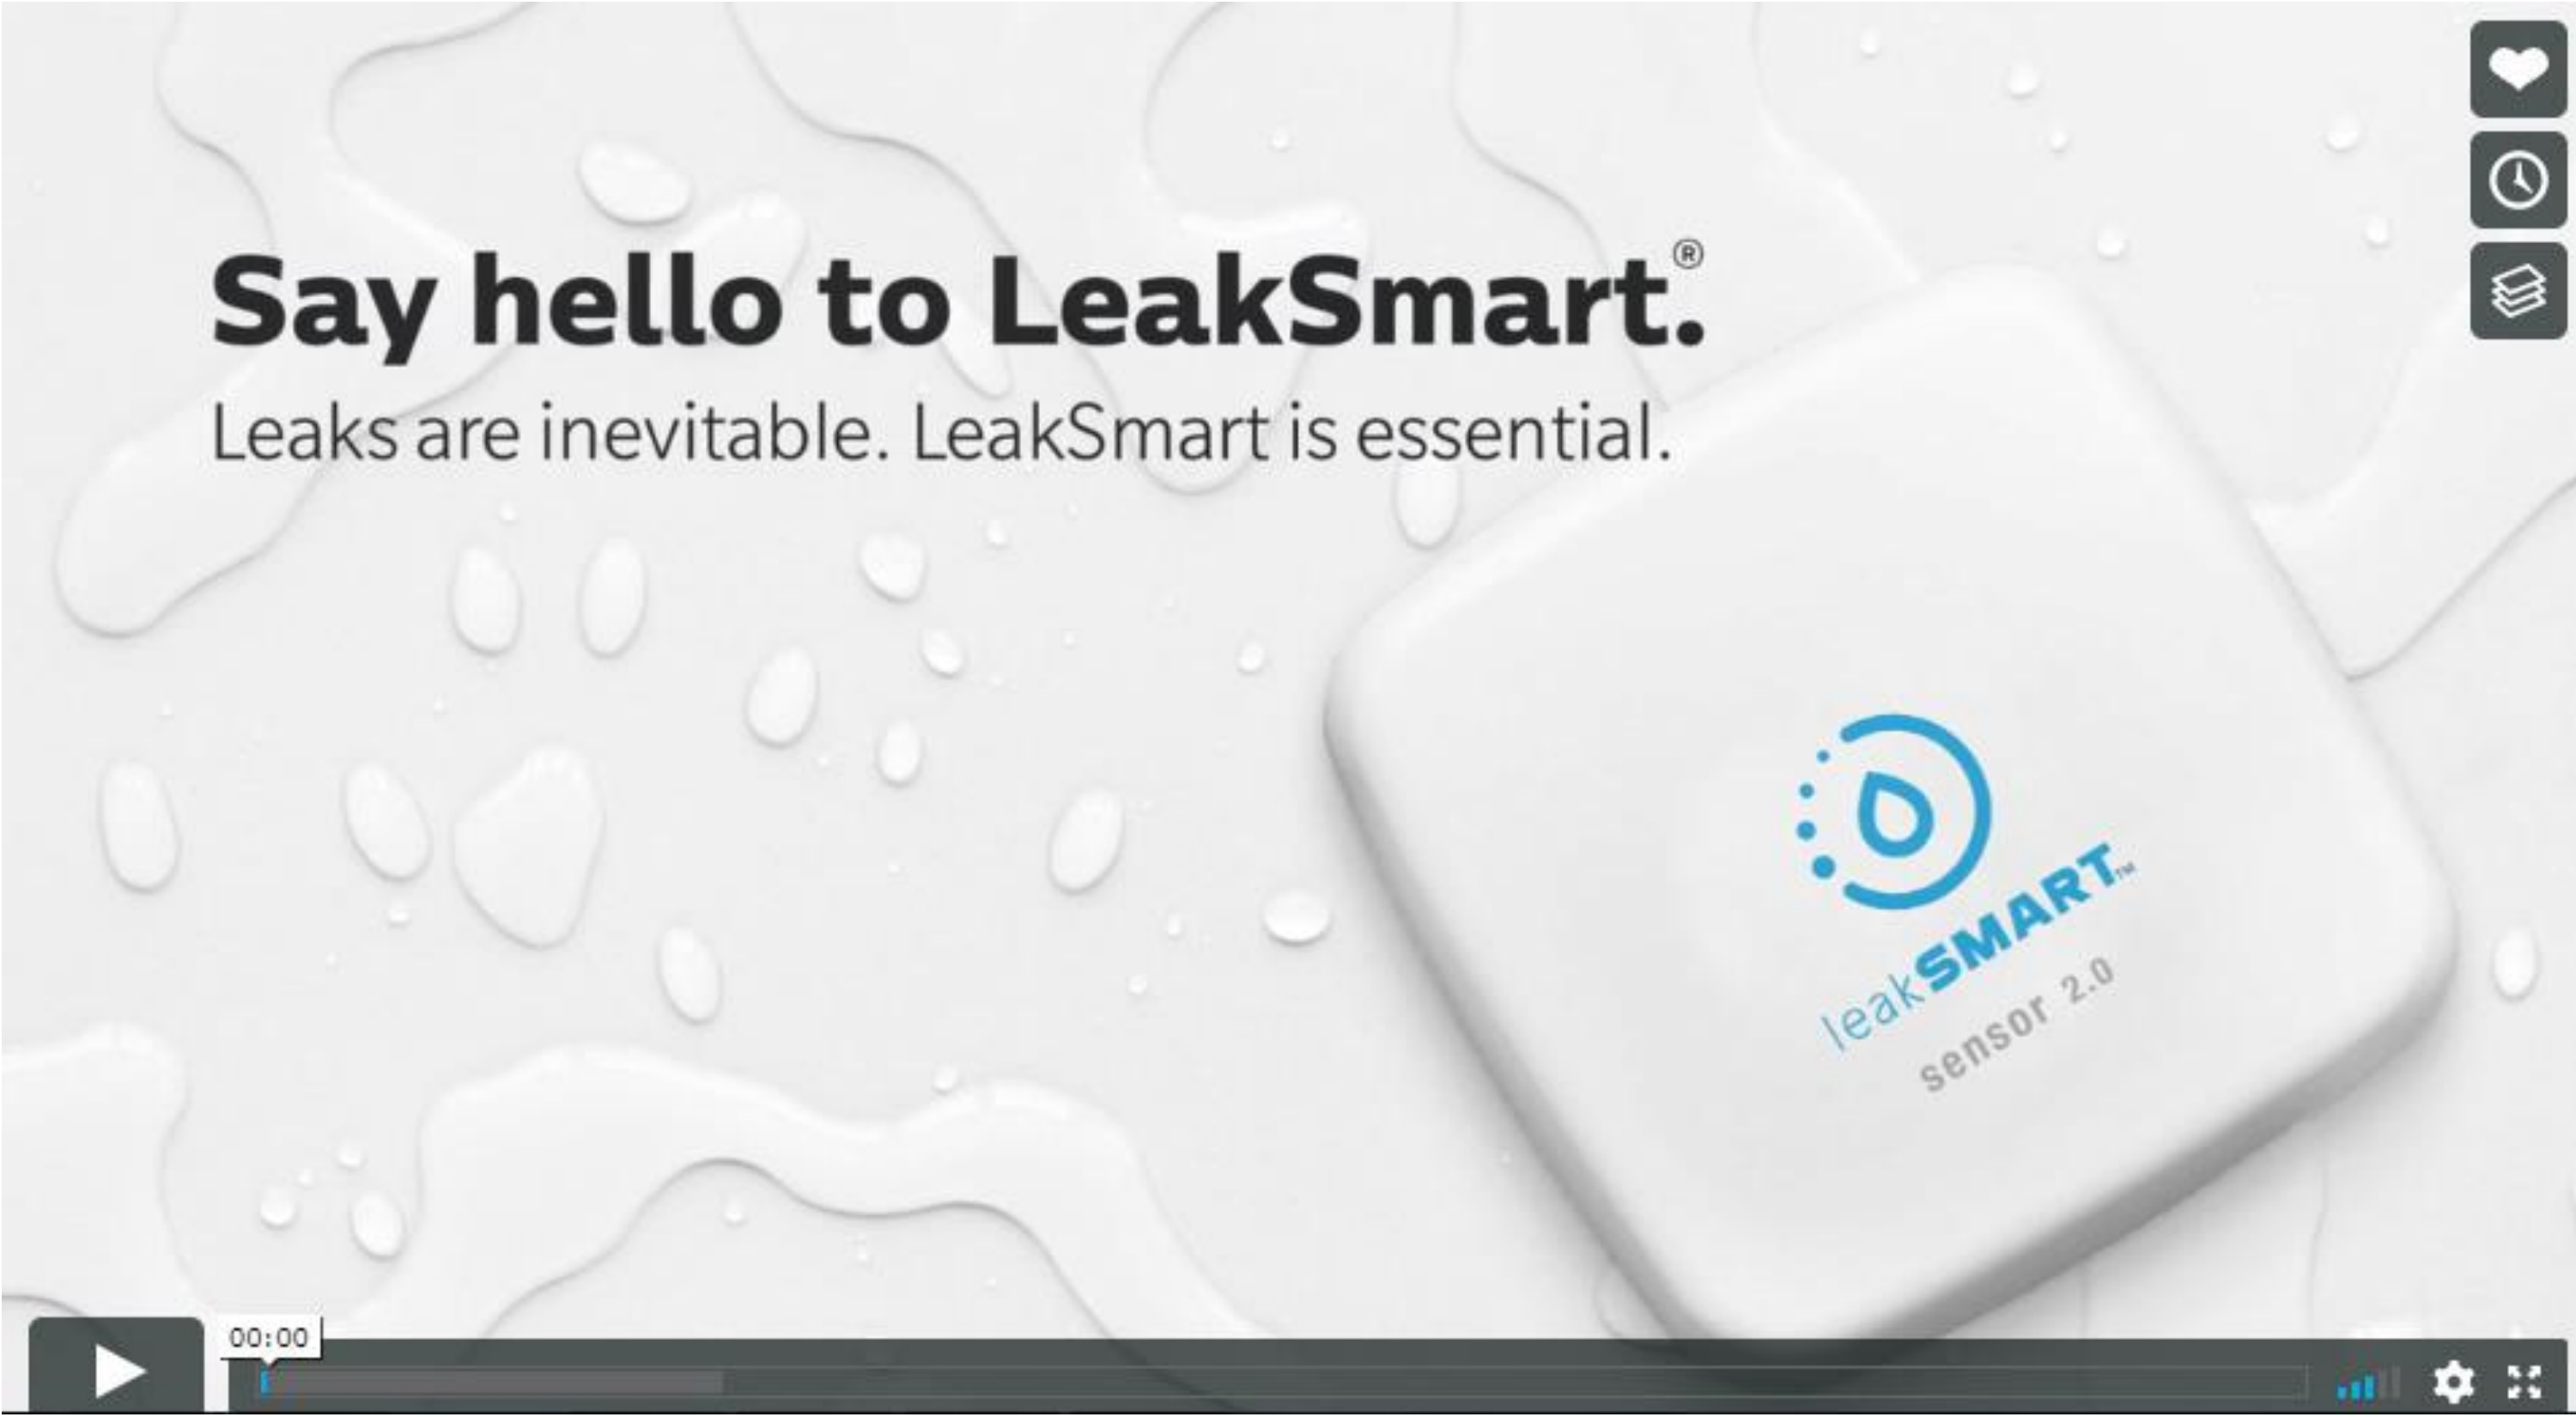 Say hello to LeakSmart.®
Leaks are inevitable. LeakSmart is essential.
leakSMART™
sensor 2.0
00:00